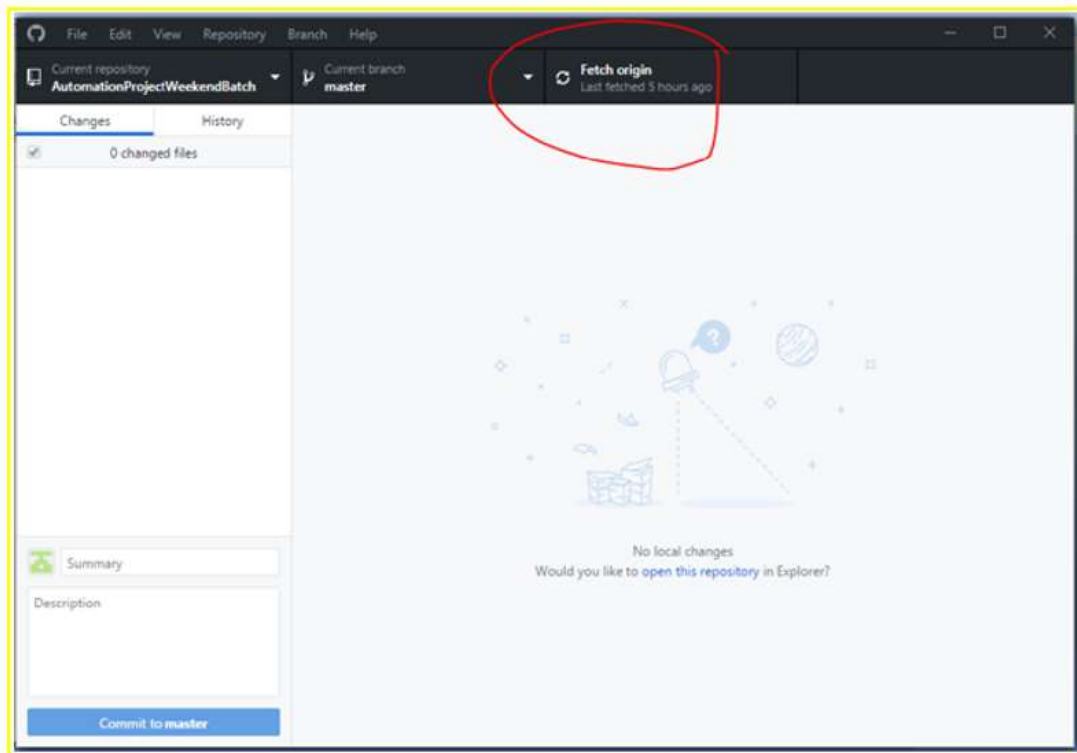 File Edit View Repository Branch Help
Current repository
AutomationProjectWeekendBatch
Current branch
master
Fetch origin
Last fetched 5 hours ago
Changes History
0 changed files
?
No local changes
Would you like to open this repository in Explorer?
Summary
Description
Commit to master